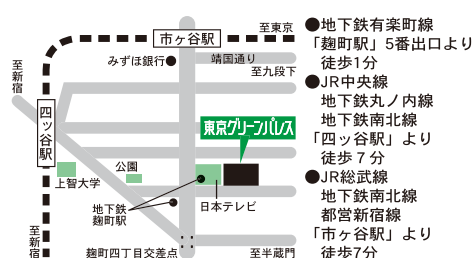 至東京
市ヶ谷駅
みずほ銀行
靖国通り
至九段下
至新宿
四ッ谷駅
東京グリーンパレス
公園
上智大学
地下鉄
麹町駅
日本テレビ
至新宿
麹町四丁目交差点
至半蔵門
●地下鉄有楽町線
「麹町駅」5番出口より
徒歩1分
●JR中央線
地下鉄丸ノ内線
地下鉄南北線
「四ッ谷駅」より
徒歩７分
●JR総武線
地下鉄南北線
都営新宿線
「市ヶ谷駅」より
徒歩7分